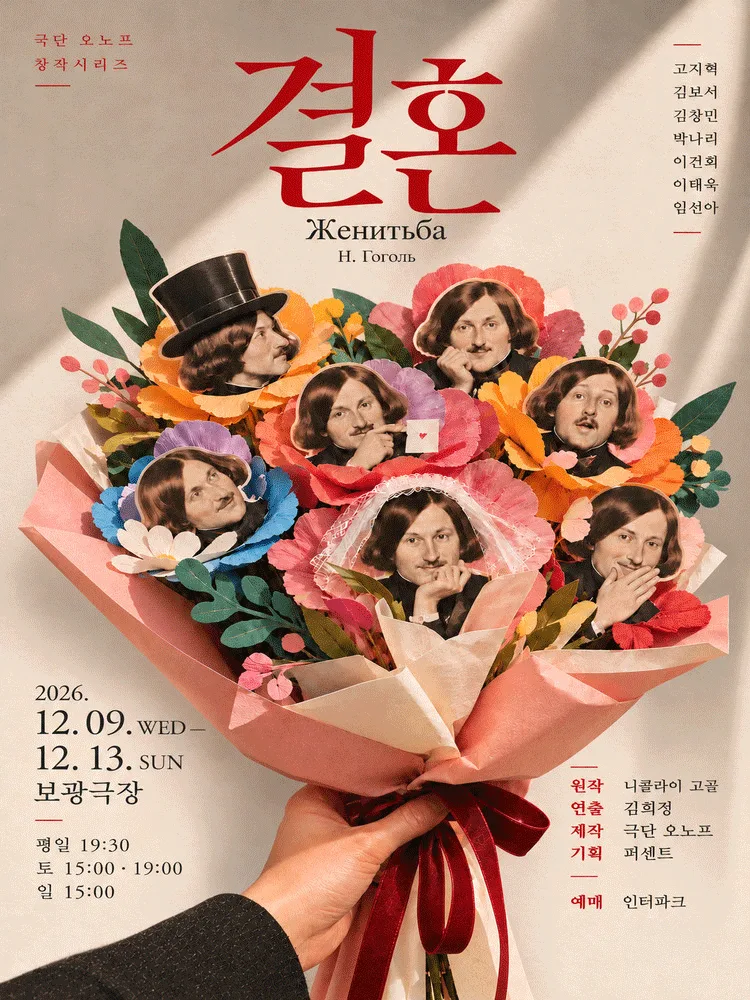 극단 오노프
창작시리즈
결혼
Женитьба
Н. Гоголь
고지혁
김보서
김창민
박나리
이건희
이태욱
임선아
2026.
12.09. WED —
12. 13. SUN
보광극장
평일 19:30
토 15:00 · 19:00
일 15:00
원작 니콜라이 고골
연출 김희정
제작 극단 오노프
기획 퍼센트
예매 인터파크